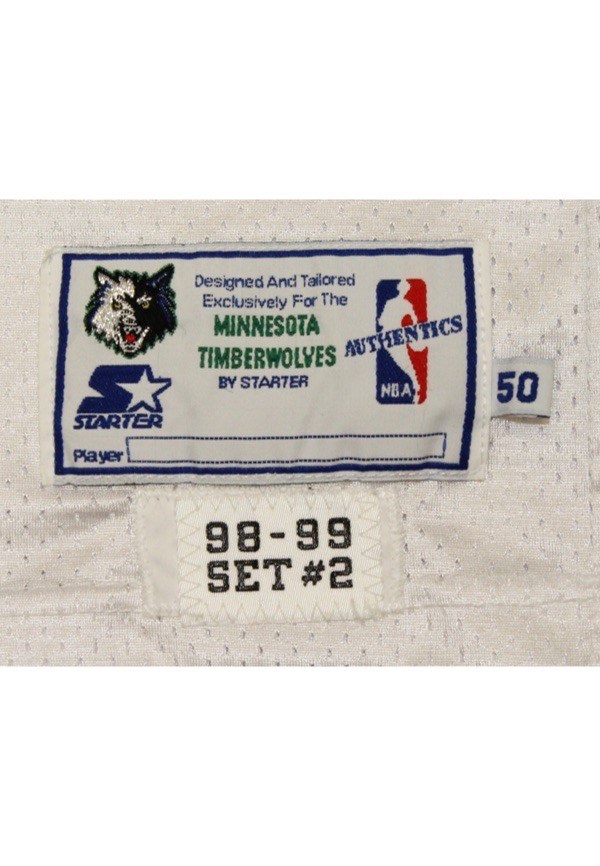 Designed And Tailored
Exclusively For The
MINNESOTA
TIMBERWOLVES
BY STARTER
STARTER
AUTHENTICS
NBA
50
Player
98-99
SET #2